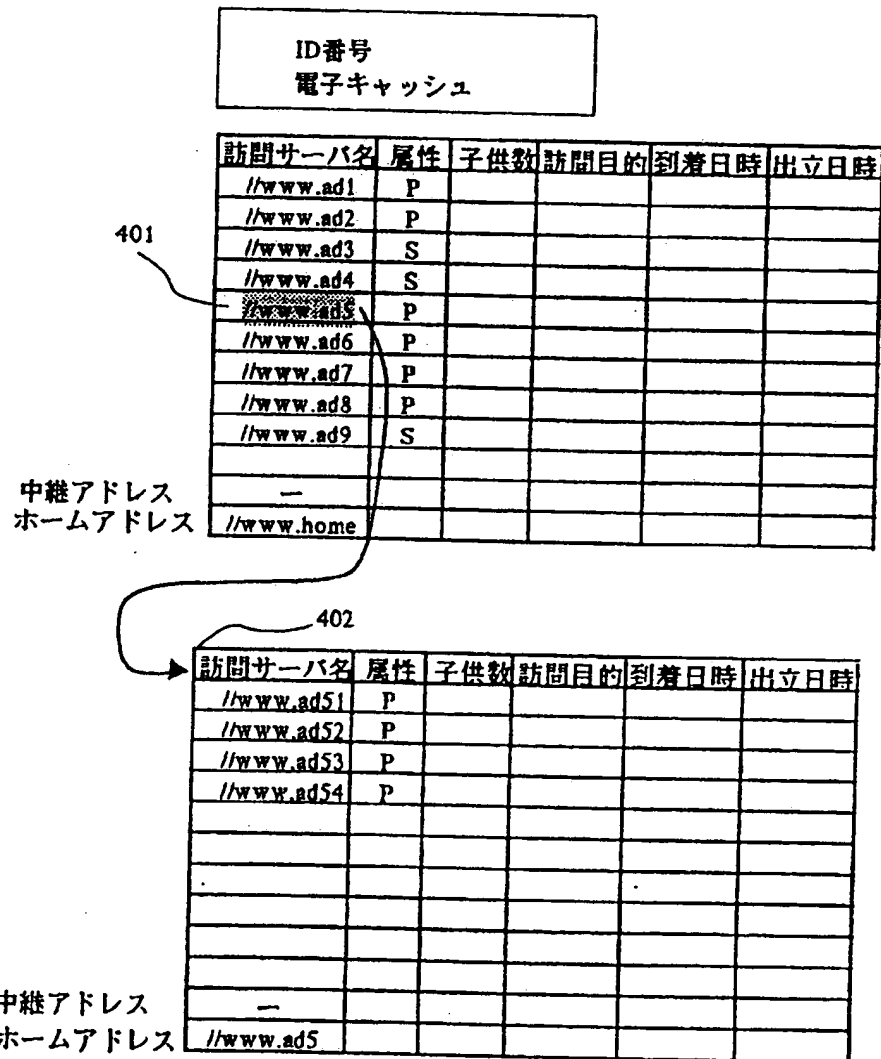 ID番号
電子キャッシュ
訪問サーバ名 属性 子供数 訪問目的 到着日時 出立日時
//www.ad1 P
//www.ad2 P
401
//www.ad3 S
//www.ad4 S
//www.ad5 P
//www.ad6 P
//www.ad7 P
//www.ad8 P
//www.ad9 S
中継アドレス —
ホームアドレス //www.home
402
訪問サーバ名 属性 子供数 訪問目的 到着日時 出立日時
//www.ad51 P
//www.ad52 P
//www.ad53 P
//www.ad54 P
中継アドレス —
ホームアドレス //www.ad5